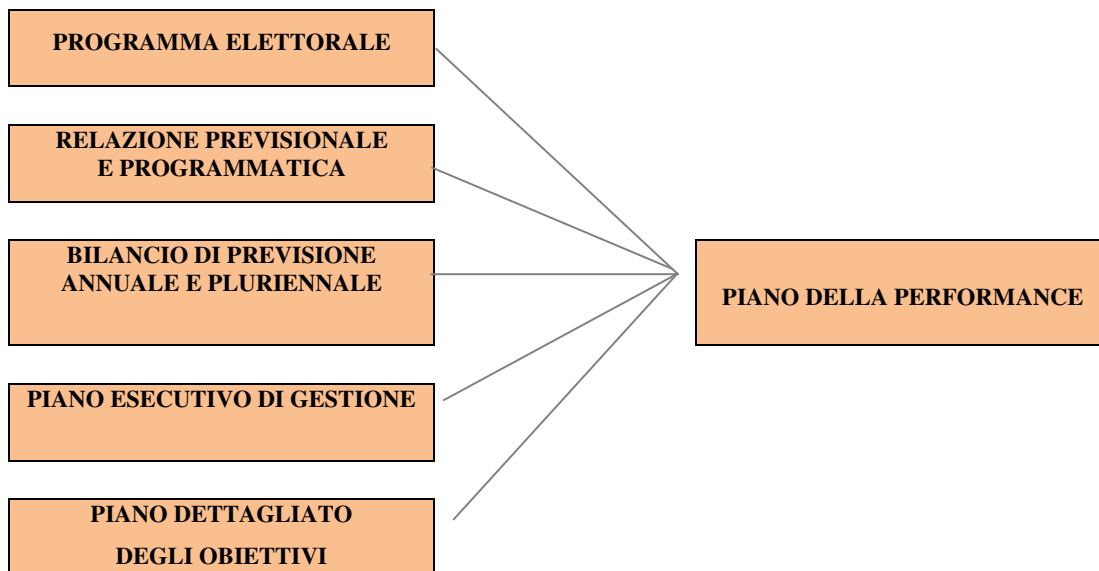 PROGRAMMA ELETTORALE
RELAZIONE PREVISIONALE
E PROGRAMMATICA
BILANCIO DI PREVISIONE
ANNUALE E PLURIENNALE
PIANO DELLA PERFORMANCE
PIANO ESECUTIVO DI GESTIONE
PIANO DETTAGLIATO
DEGLI OBIETTIVI